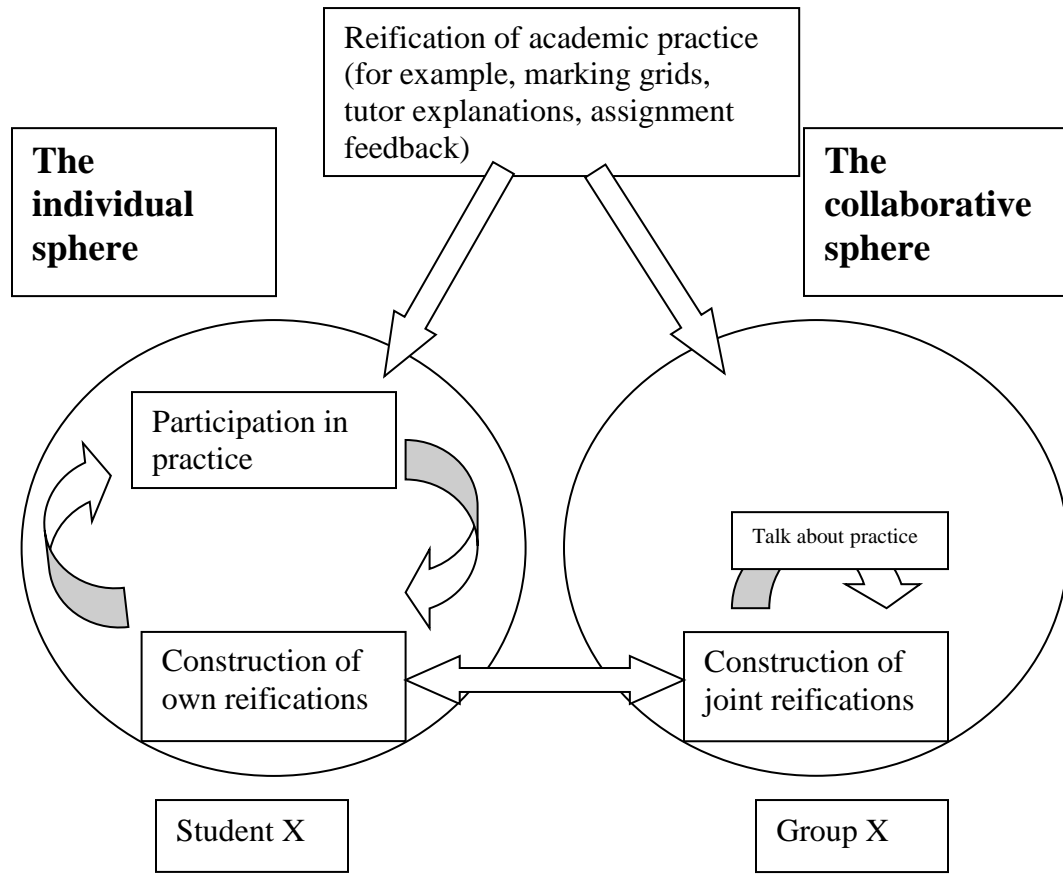 Reification of academic practice
(for example, marking grids,
tutor explanations, assignment
feedback)
The
individual
sphere
The
collaborative
sphere
Participation in
practice
Talk about practice
Construction of
own reifications
Construction of
joint reifications
Student X
Group X